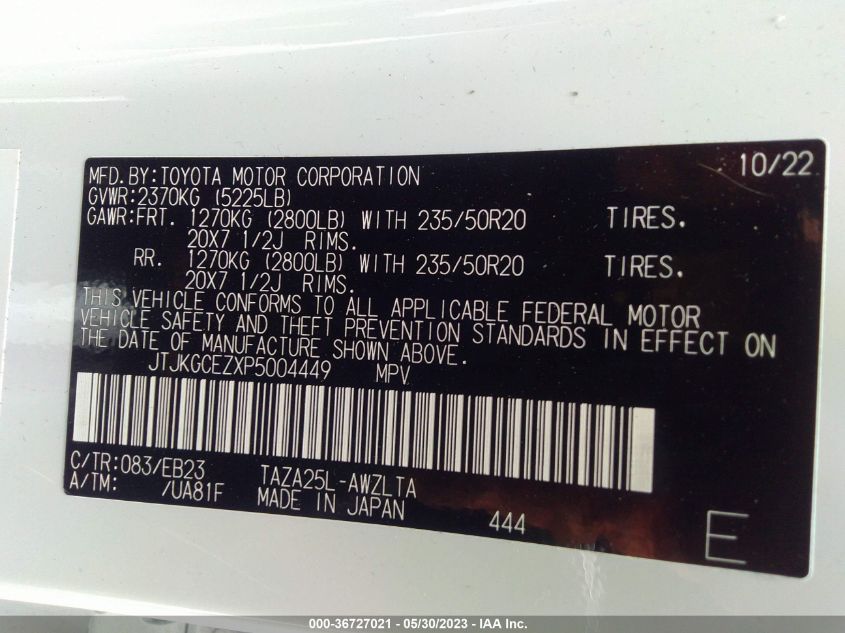 MFD.BY:TOYOTA MOTOR CORPORATION 10/22
GVWR:2370KG (5225LB)
GAWR:FRT. 1270KG (2800LB) WITH 235/50R20 TIRES.
20X7 1/2J RIMS.
RR. 1270KG (2800LB) WITH 235/50R20 TIRES.
20X7 1/2J RIMS.
THIS VEHICLE CONFORMS TO ALL APPLICABLE FEDERAL MOTOR
VEHICLE SAFETY AND THEFT PREVENTION STANDARDS IN EFFECT ON
THE DATE OF MANUFACTURE SHOWN ABOVE.
JTJKGCEZXP5004449 MPV
C/TR:083/EB23 TAZA25L-AWZLTA
A/TM: /UA81F MADE IN JAPAN 444 E
000-36727021 - 05/30/2023 - IAA Inc.